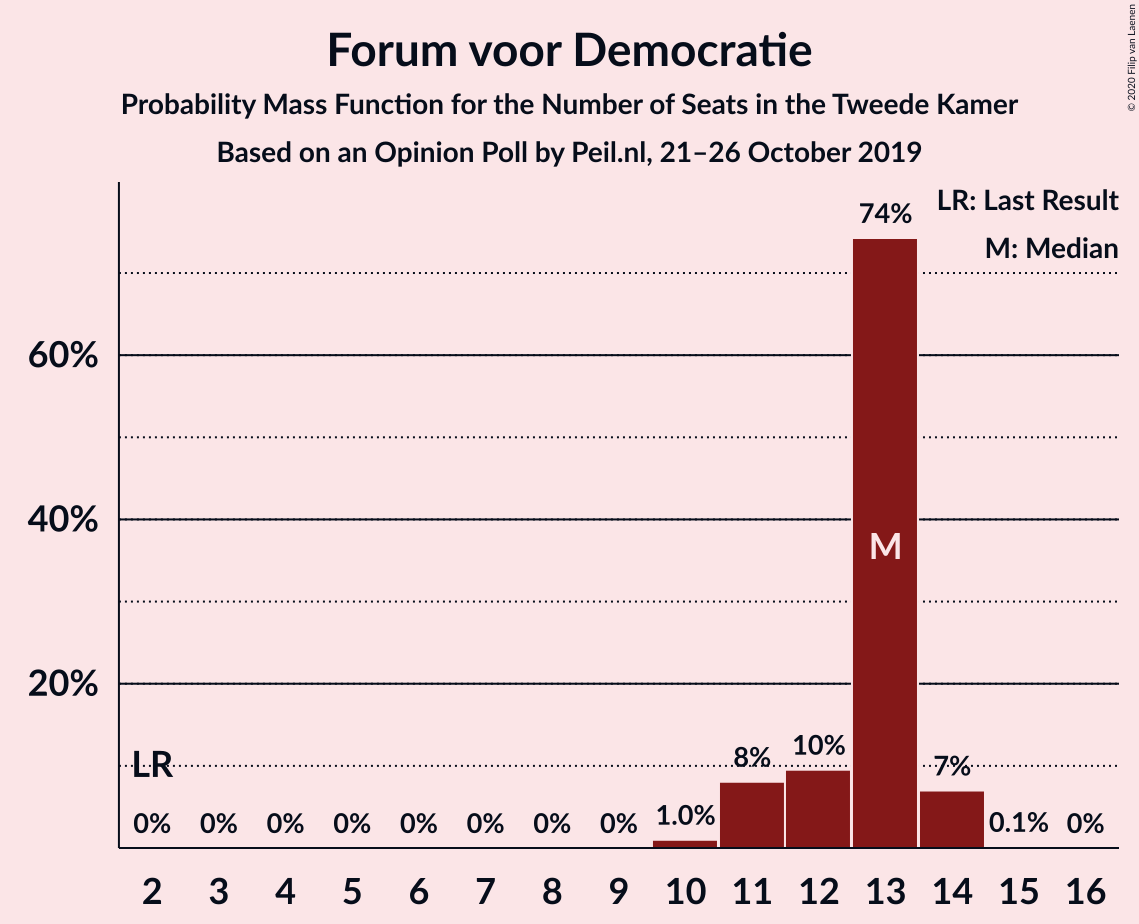 Forum voor Democratie
Probability Mass Function for the Number of Seats in the Tweede Kamer
Based on an Opinion Poll by Peil.nl, 21–26 October 2019
© 2020 Filip van Laenen
LR: Last Result
M: Median
74%
60%
40%
M
20%
LR
0% 0% 0% 0% 0% 0% 0% 0% 1.0% 8% 10% 7% 0.1% 0%
2 3 4 5 6 7 8 9 10 11 12 13 14 15 16